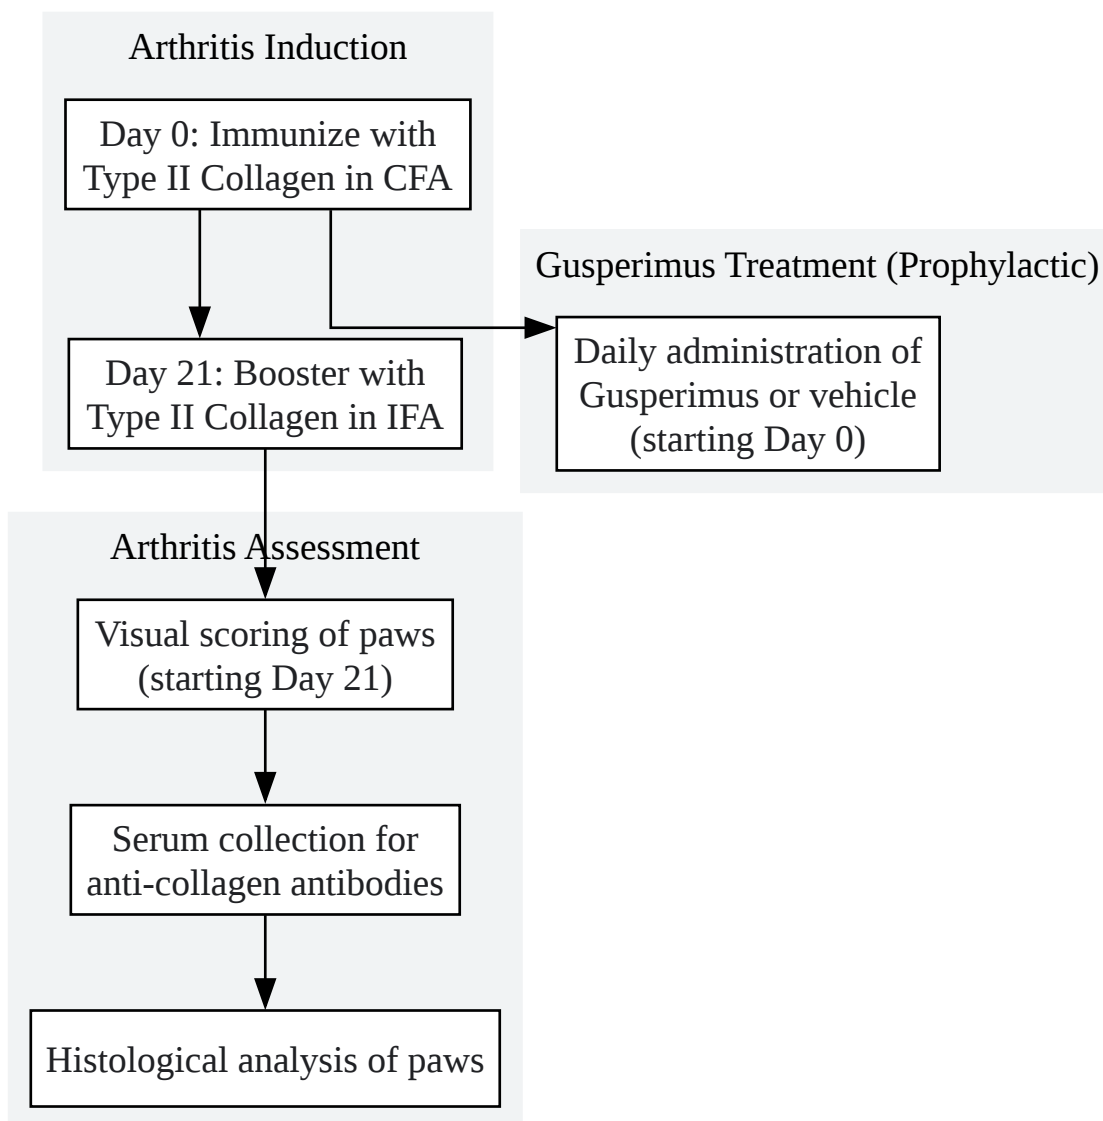 Arthritis Induction
Day 0: Immunize with
Type II Collagen in CFA
Gusperimus Treatment (Prophylactic)
Daily administration of
Gusperimus or vehicle
(starting Day 0)
Day 21: Booster with
Type II Collagen in IFA
Arthritis Assessment
Visual scoring of paws
(starting Day 21)
Serum collection for
anti-collagen antibodies
Histological analysis of paws